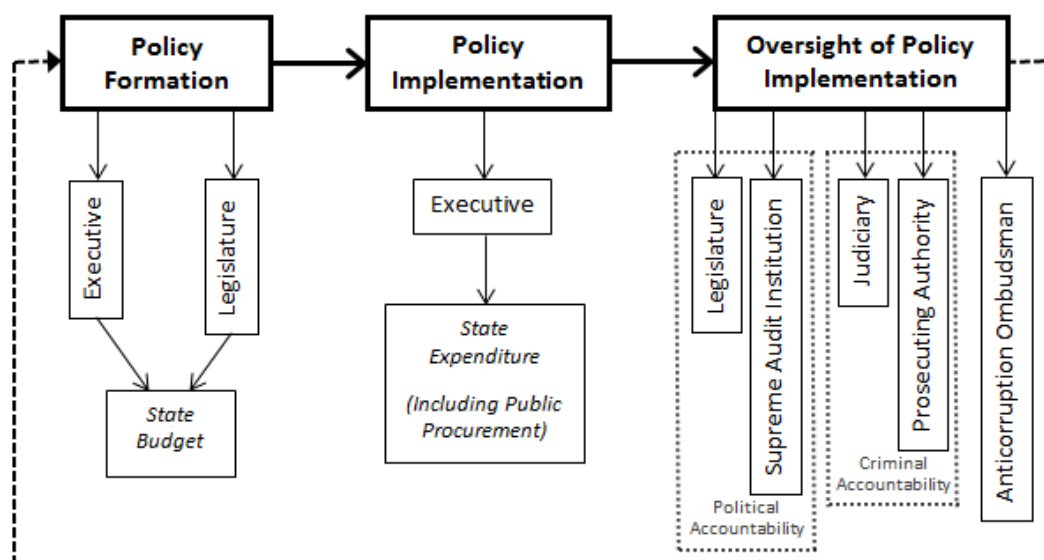 Policy
Formation
Policy
Implementation
Oversight of Policy
Implementation
Executive
Legislature
State
Budget
Executive
State
Expenditure
(Including Public
Procurement)
Legislature
Supreme Audit Institution
Political
Accountability
Judiciary
Prosecuting Authority
Criminal
Accountability
Anticorruption Ombudsman